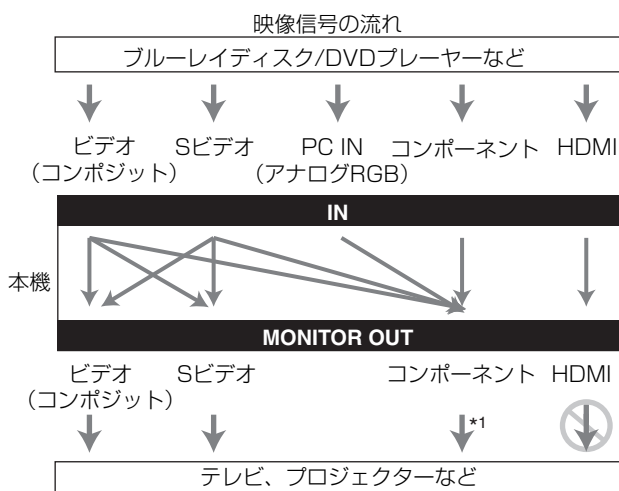 映像信号の流れ
ブルーレイディスク/DVDプレーヤーなど
ビデオ Sビデオ PC IN コンポーネント HDMI
（コンポジット） （アナログRGB）
IN
本機
MONITOR OUT
ビデオ Sビデオ コンポーネント HDMI
（コンポジット）
*1
テレビ、プロジェクターなど